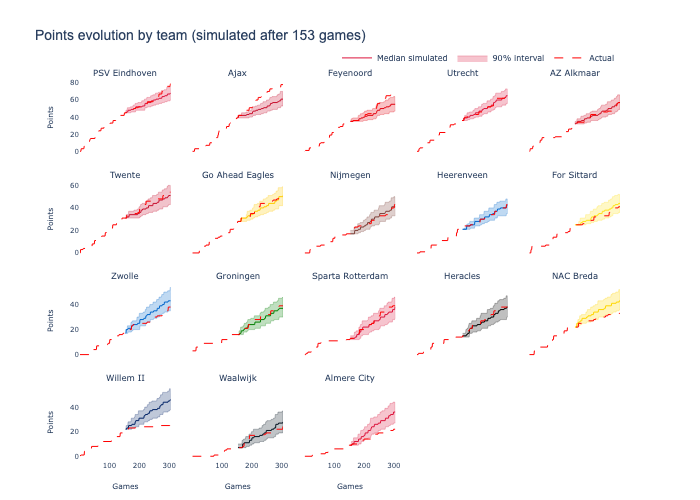 Points evolution by team (simulated after 153 games)
Median simulated 90% interval Actual
PSV Eindhoven Ajax Feyenoord Utrecht AZ Alkmaar
80
60
Points
40
20
0
Twente Go Ahead Eagles Nijmegen Heerenveen For Sittard
60
40
Points
20
0
Zwolle Groningen Sparta Rotterdam Heracles NAC Breda
40
Points
20
0
Willem II Waalwijk Almere City
40
Points
20
0
100 200 300 100 200 300 100 200 300
Games Games Games